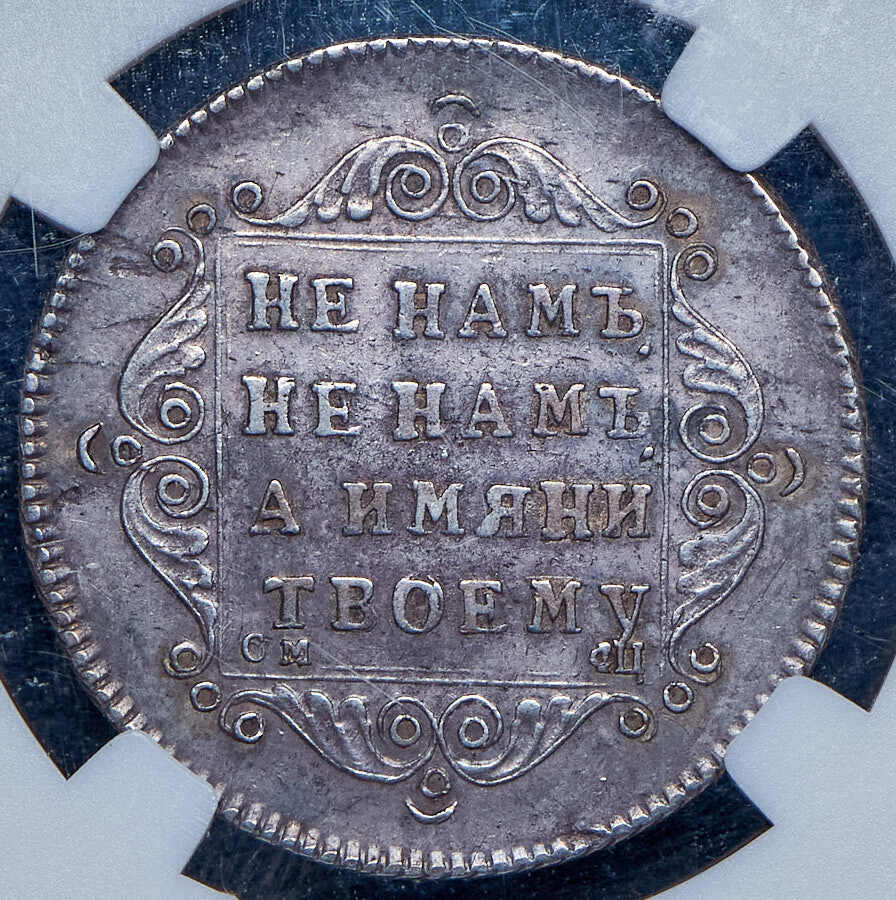 НЕ НАМЪ,
НЕ НАМЪ,
А ИМЯНИ
ТВОЕМУ
СМ ФЦ